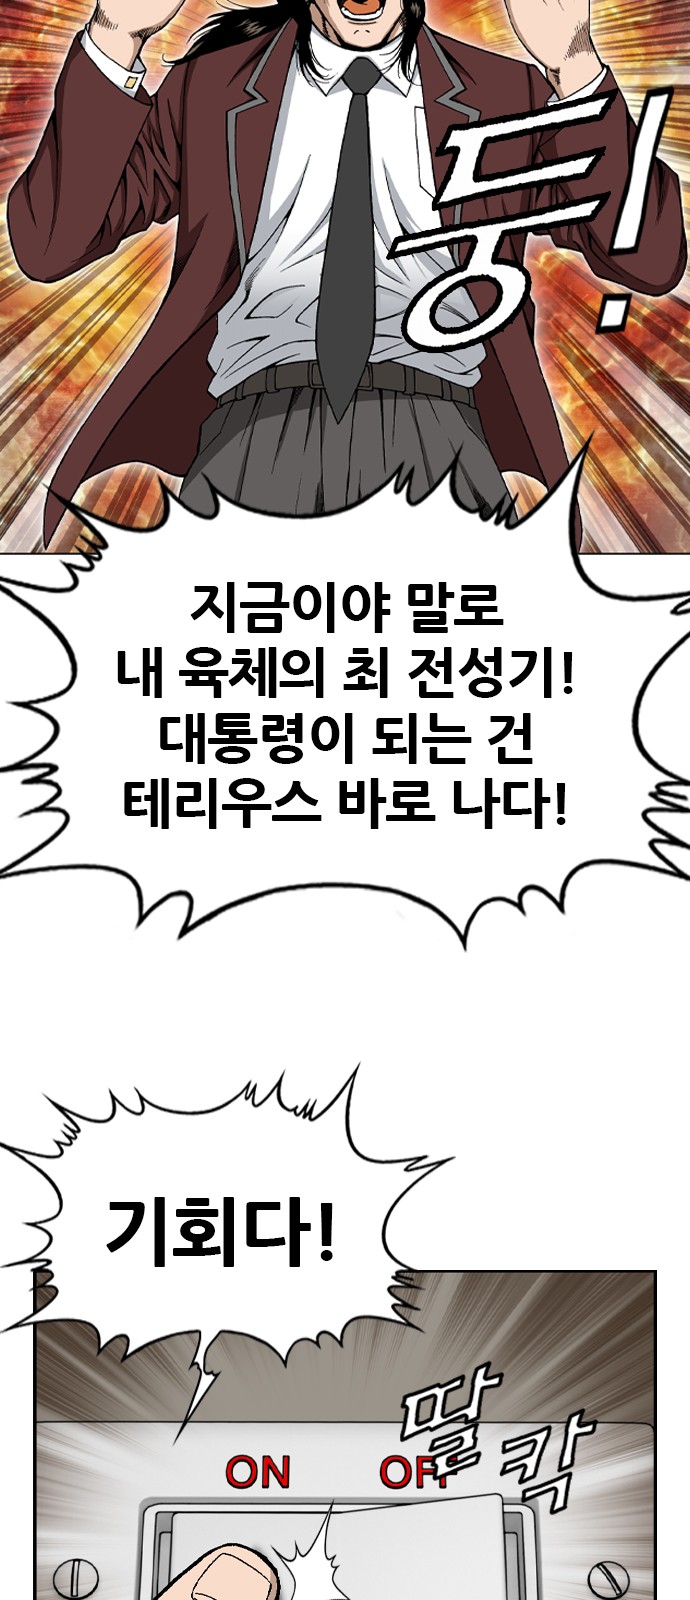 둥!
지금이야 말로
내 육체의 최 전성기!
대통령이 되는 건
테리우스 바로 나다!
기회다!
딸칵
ON OFF